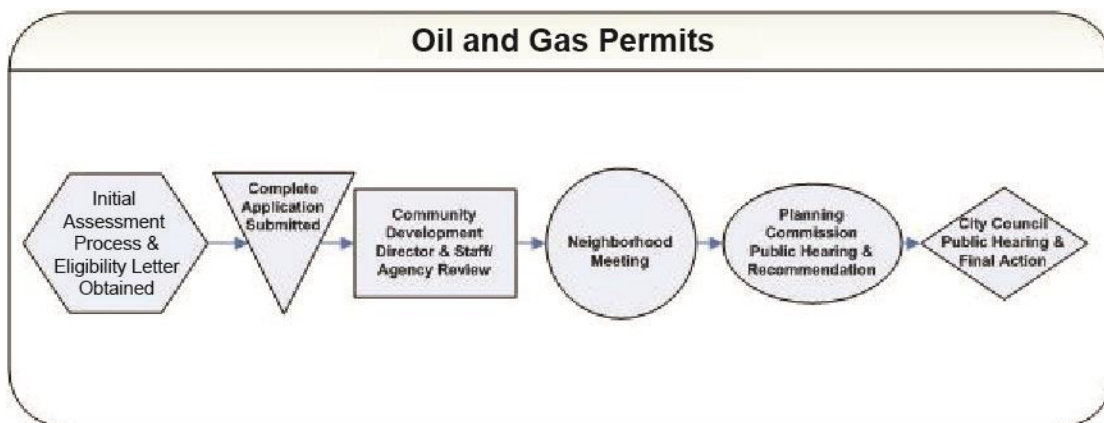 Oil and Gas Permits
Initial
Assessment
Process &
Eligibility Letter
Obtained
Complete
Application
Submitted
Community
Development
Director & Staff/
Agency Review
Neighborhood
Meeting
Planning
Commission
Public Hearing &
Recommendation
City Council
Public Hearing &
Final Action